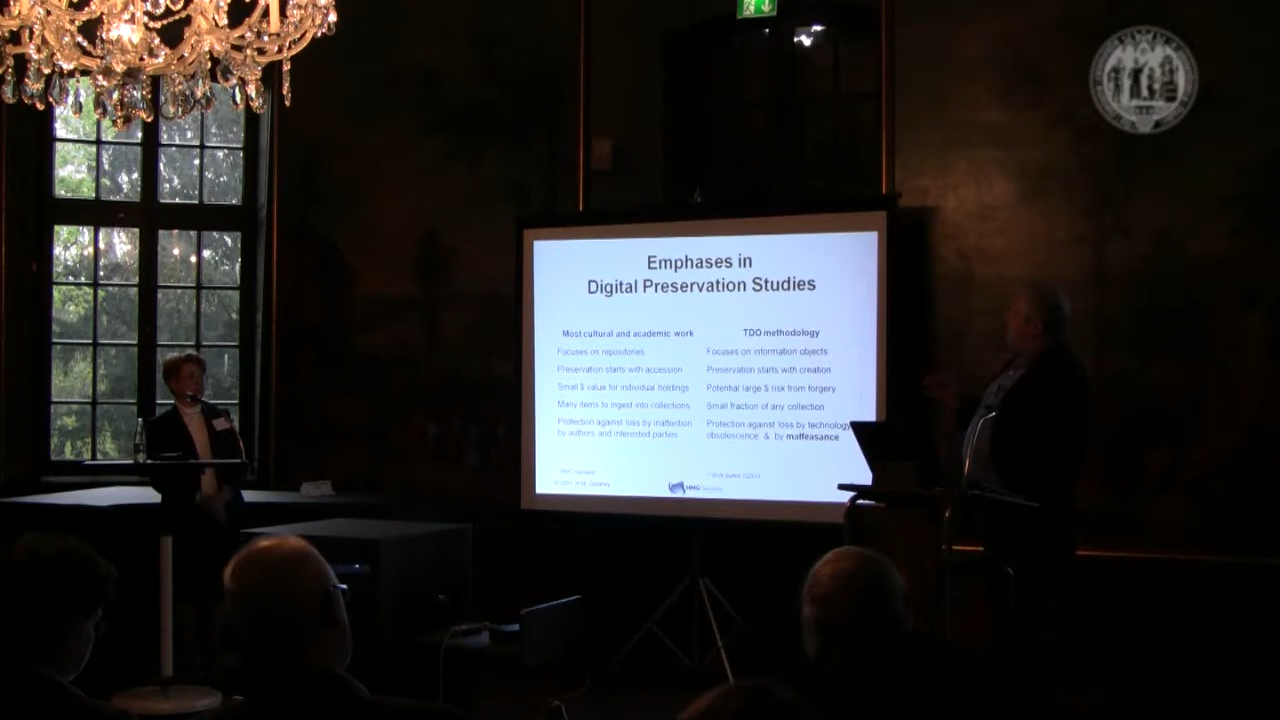 Emphases in
Digital Preservation Studies
Most cultural and academic work
Focuses on repositories
Preservation starts with accession
Small $ value for individual holdings
Many items to ingest into collections
Protection against loss by inattention
by authors and interested parties
TDO methodology
Focuses on information objects
Preservation starts with creation
Potential large $ risk from forgery
Small fraction of any collection
Protection against loss by technology
obsolescence & by malfeasance
HMG